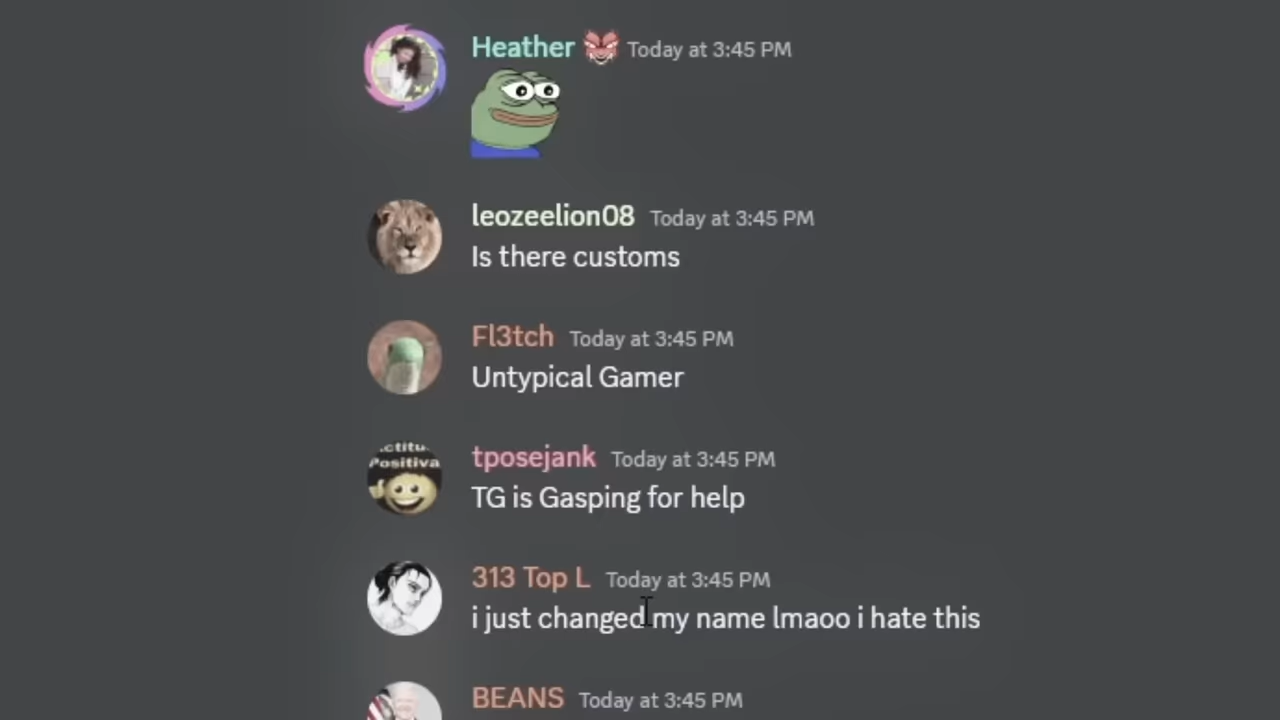 Heather Today at 3:45 PM
leozeelion08 Today at 3:45 PM
Is there customs
Fl3tch Today at 3:45 PM
Untypical Gamer
ctitu
Positiva
tposejank Today at 3:45 PM
TG is Gasping for help
313 Top L Today at 3:45 PM
i just changed my name lmaoo i hate this
BEANS Today at 3:45 PM